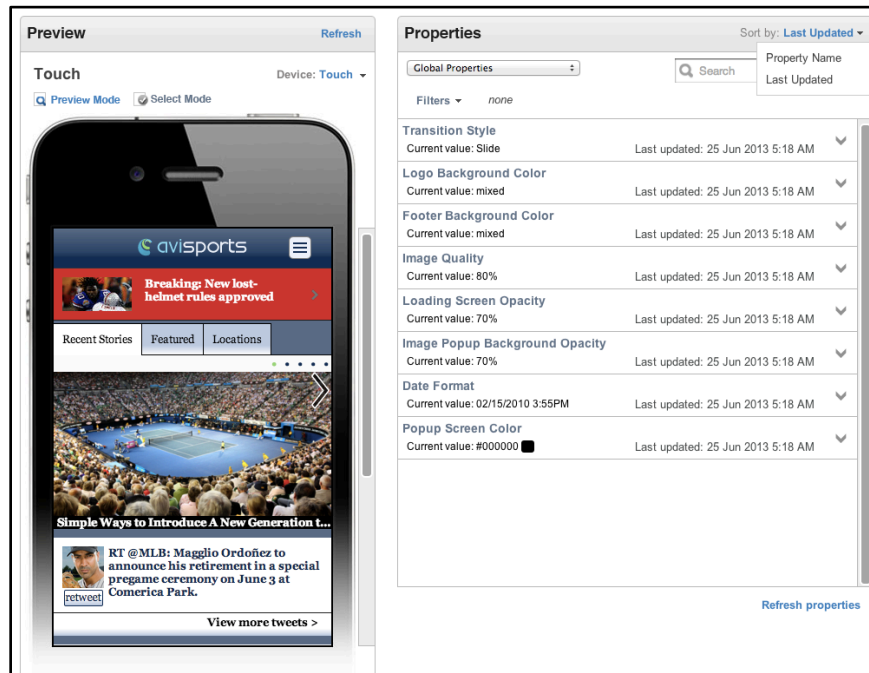 Preview
Refresh
Touch
Device: Touch
Preview Mode
Select Mode
avisports
Breaking: New lost-
helmet rules approved
Recent Stories
Featured
Locations
Simple Ways to Introduce A New Generation t...
RT @MLB: Magglio Ordoñez to
announce his retirement in a special
pregame ceremony on June 3 at
Comerica Park.
retweet
View more tweets >
Properties
Sort by: Last Updated
Property Name
Last Updated
Global Properties
Search
Filters
none
Transition Style
Current value: Slide
Last updated: 25 Jun 2013 5:18 AM
Logo Background Color
Current value: mixed
Last updated: 25 Jun 2013 5:18 AM
Footer Background Color
Current value: mixed
Last updated: 25 Jun 2013 5:18 AM
Image Quality
Current value: 80%
Last updated: 25 Jun 2013 5:18 AM
Loading Screen Opacity
Current value: 70%
Last updated: 25 Jun 2013 5:18 AM
Image Popup Background Opacity
Current value: 70%
Last updated: 25 Jun 2013 5:18 AM
Date Format
Current value: 02/15/2010 3:55PM
Last updated: 25 Jun 2013 5:18 AM
Popup Screen Color
Current value: #000000
Last updated: 25 Jun 2013 5:18 AM
Refresh properties